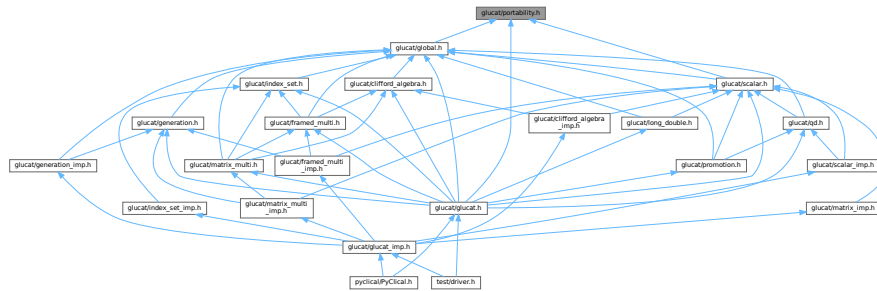 glucat/portability.h
glucat/global.h
glucat/index_set.h
glucat/clifford_algebra.h
glucat/scalar.h
glucat/generation.h
glucat/framed_multi.h
glucat/clifford_algebra
_imp.h
glucat/long_double.h
glucat/qd.h
glucat/generation_imp.h
glucat/matrix_multi.h
glucat/framed_multi
_imp.h
glucat/promotion.h
glucat/scalar_imp.h
glucat/index_set_imp.h
glucat/matrix_multi
_imp.h
glucat/glucat.h
glucat/matrix_imp.h
glucat/glucat_imp.h
pyclical/PyClical.h
test/driver.h